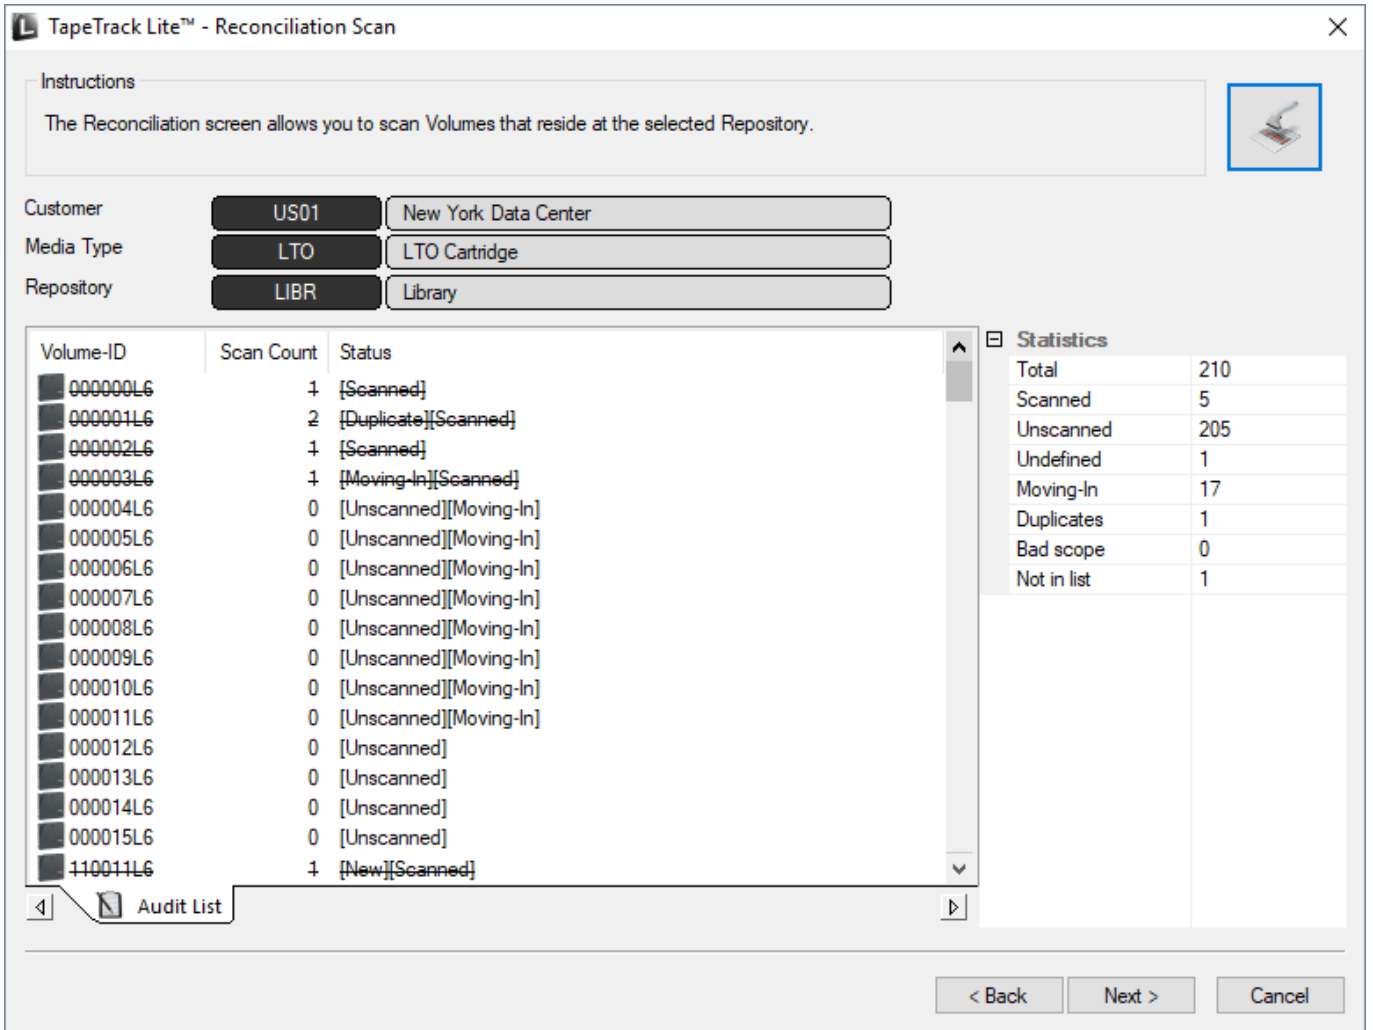 TapeTrack Lite™ - Reconciliation Scan
Instructions
The Reconciliation screen allows you to scan Volumes that reside at the selected Repository.
Customer US01 New York Data Center
Media Type LTO LTO Cartridge
Repository LIBR Library
Volume-ID Scan Count Status
000000L6 1 [Scanned]
000001L6 2 [Duplicate][Scanned]
000002L6 1 [Scanned]
000003L6 1 [Moving-In][Scanned]
000004L6 0 [Unscanned][Moving-In]
000005L6 0 [Unscanned][Moving-In]
000006L6 0 [Unscanned][Moving-In]
000007L6 0 [Unscanned][Moving-In]
000008L6 0 [Unscanned][Moving-In]
000009L6 0 [Unscanned][Moving-In]
000010L6 0 [Unscanned][Moving-In]
000011L6 0 [Unscanned][Moving-In]
000012L6 0 [Unscanned]
000013L6 0 [Unscanned]
000014L6 0 [Unscanned]
000015L6 0 [Unscanned]
110011L6 1 [New][Scanned]
Audit List
Statistics
Total 210
Scanned 5
Unscanned 205
Undefined 1
Moving-In 17
Duplicates 1
Bad scope 0
Not in list 1
< Back Next > Cancel